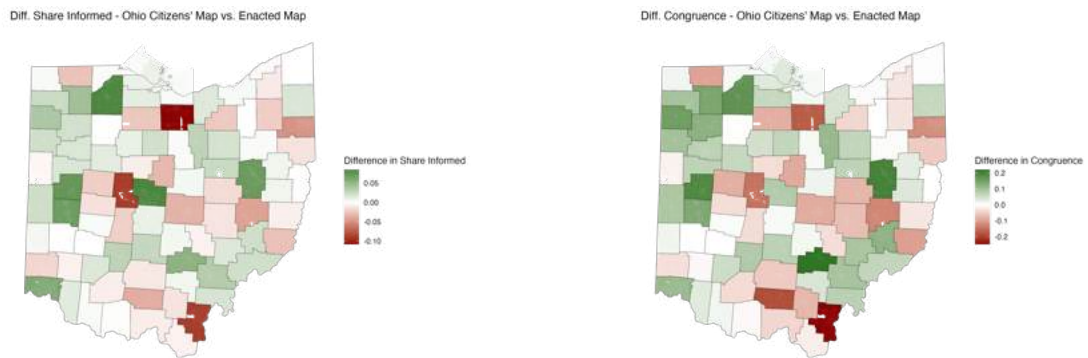 Diff. Share Informed - Ohio Citizens' Map vs. Enacted Map
Difference in Share Informed
0.05
0.00
-0.05
-0.10
Diff. Congruence - Ohio Citizens' Map vs. Enacted Map
Difference in Congruence
0.2
0.1
0.0
-0.1
-0.2